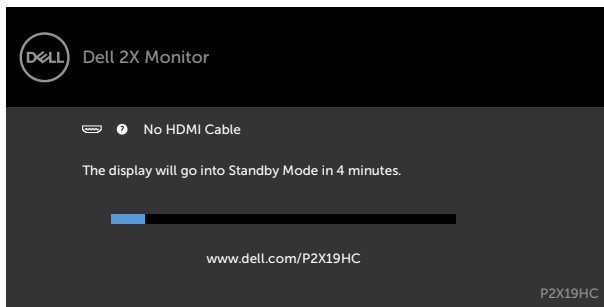 DELL
Dell 2X Monitor
? No HDMI Cable
The display will go into Standby Mode in 4 minutes.
www.dell.com/P2X19HC
P2X19HC